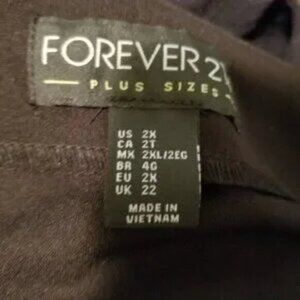 FOREVER 21
PLUS SIZES
US 2X
CA 2T
MX 2XL/2EG
BR 4G
EU 2X
UK 22
MADE IN
VIETNAM